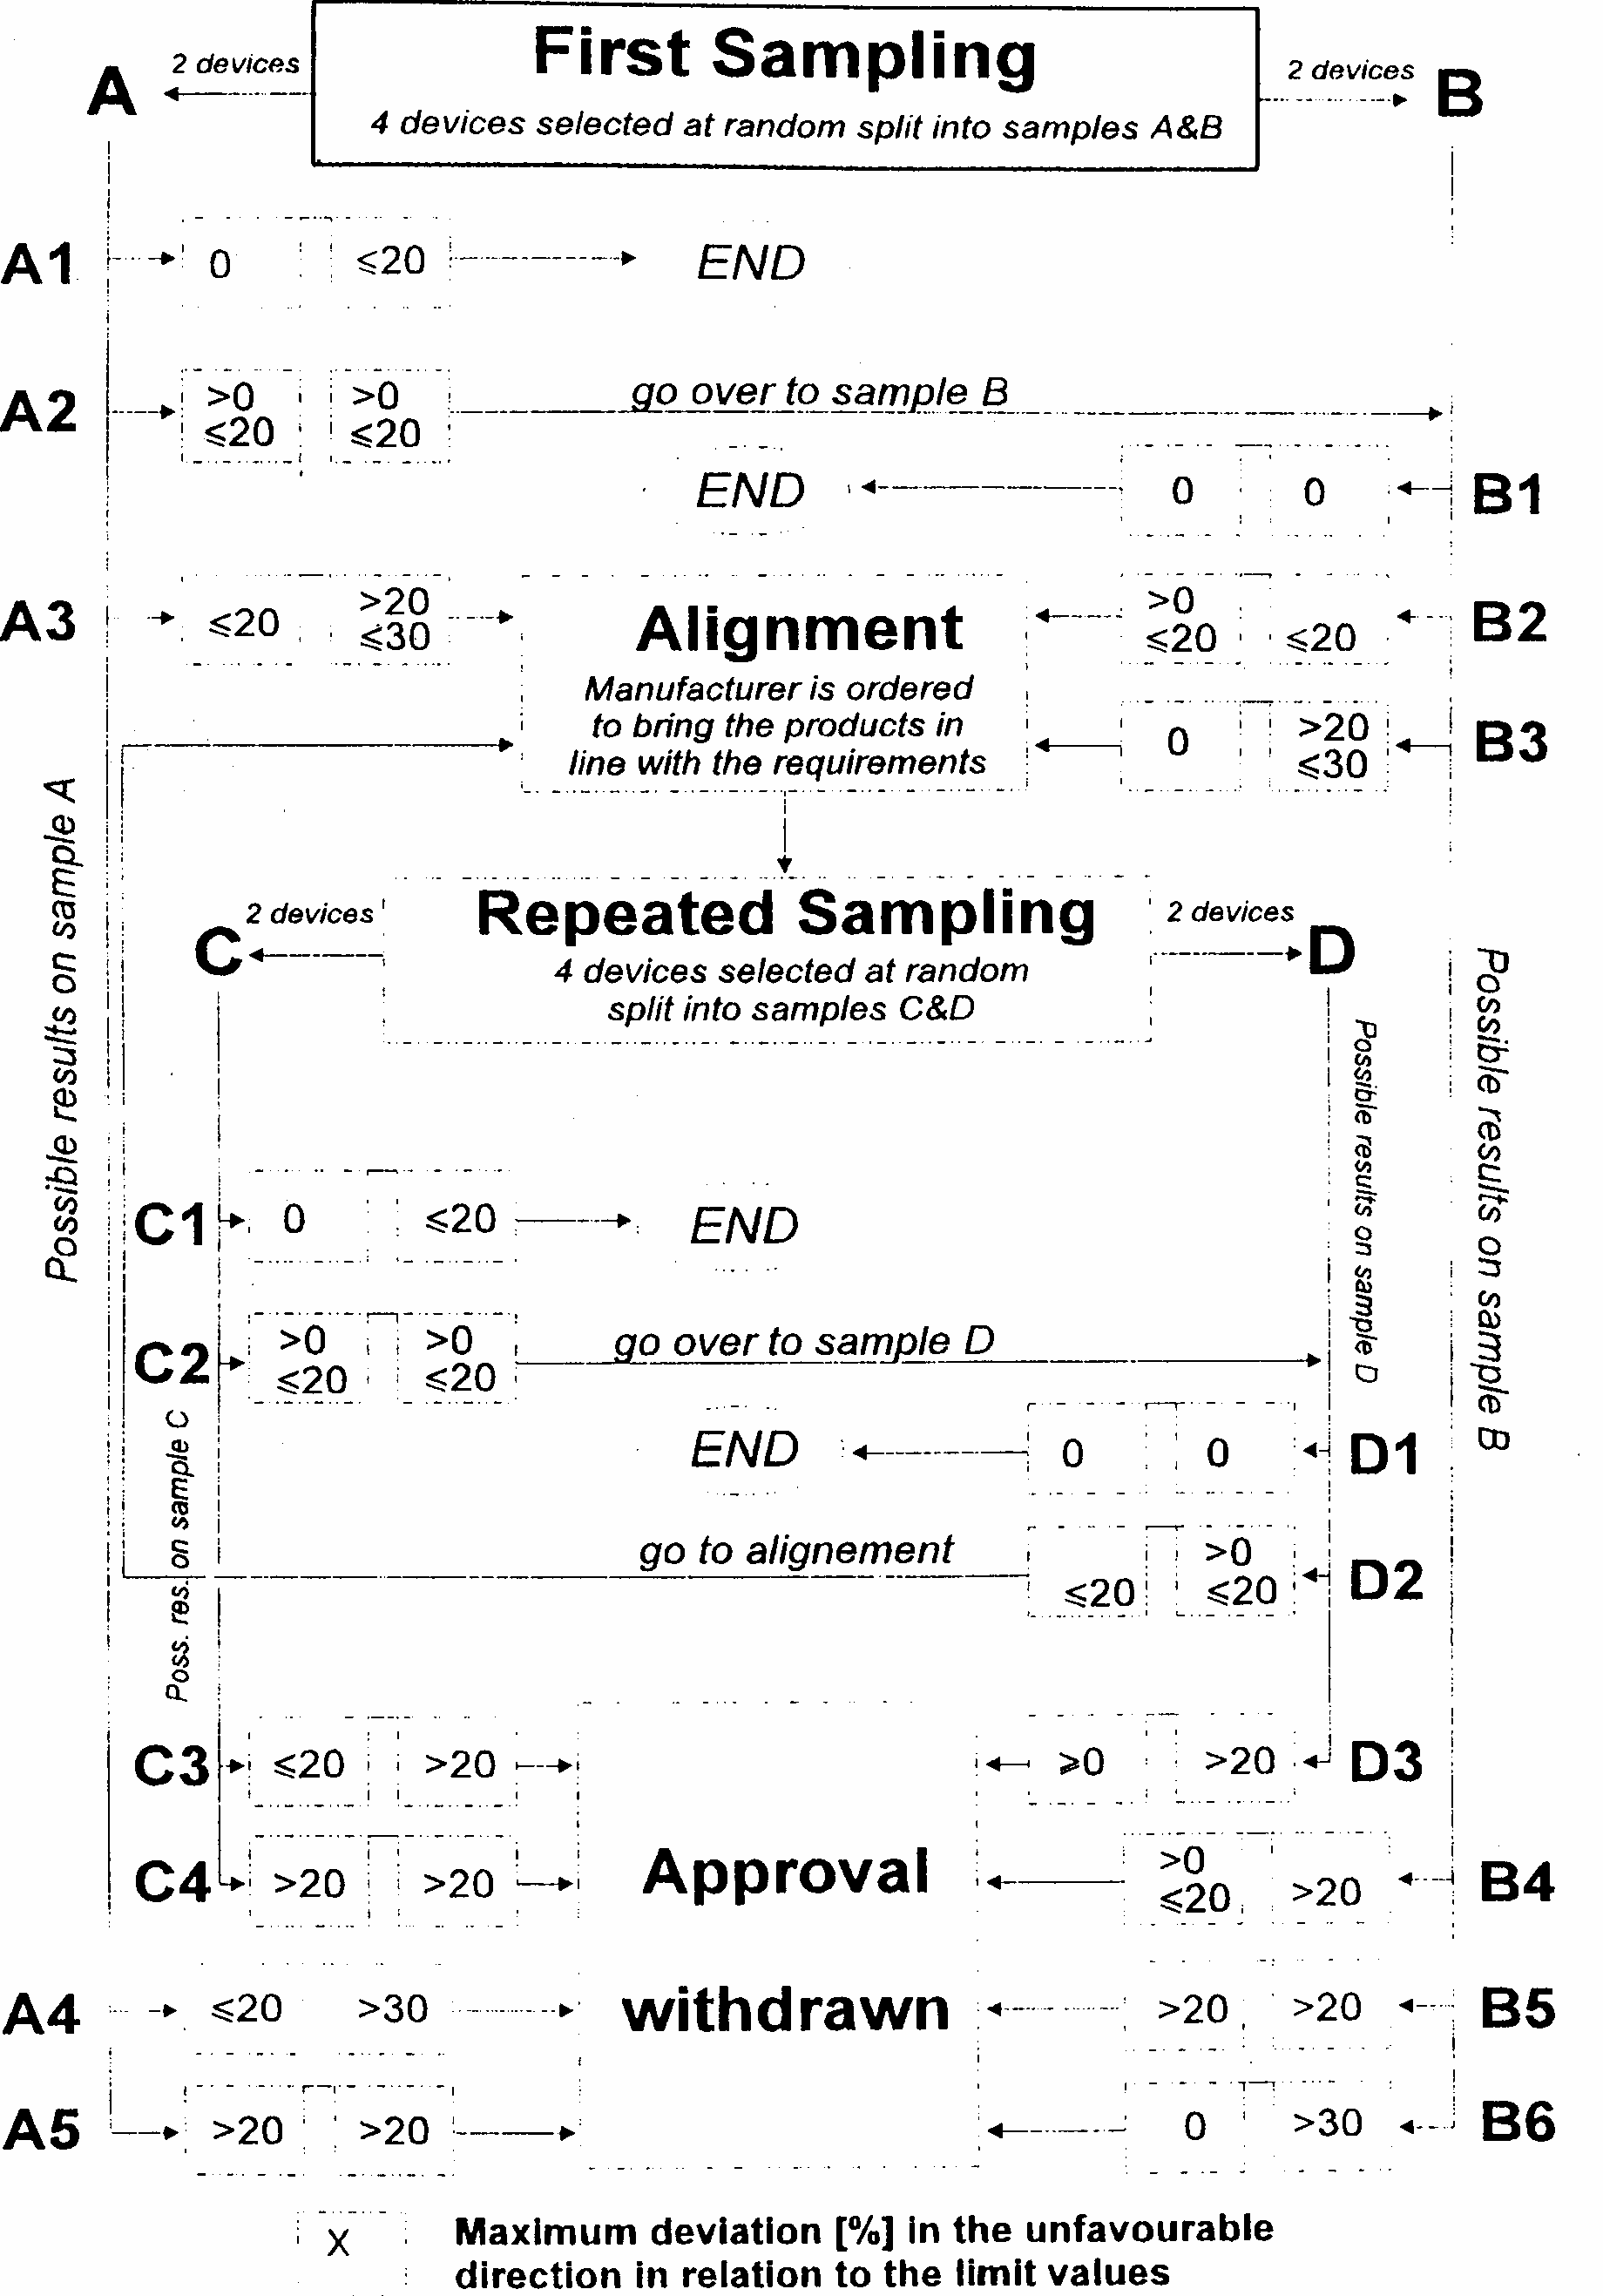 First Sampling
4 devices selected at random split into samples A&B
A
2 devices
2 devices
B
A1
0
≤20
END
A2
>0
≤20
>0
≤20
go over to sample B
END
0
0
B1
A3
≤20
>20
≤30
Alignment
Manufacturer is ordered
to bring the products in
line with the requirements
>0
≤20
≤20
B2
0
>20
≤30
B3
Possible results on sample A
Possible results on sample B
C
2 devices
Repeated Sampling
4 devices selected at random
split into samples C&D
2 devices
D
Possible results on sample D
C1
0
≤20
END
C2
>0
≤20
>0
≤20
go over to sample D
Poss. res. on sample C
END
0
0
D1
go to alignement
≤20
>0
≤20
D2
C3
≤20
>20
≥0
>20
D3
C4
>20
>20
Approval
>0
≤20
>20
B4
A4
≤20
>30
withdrawn
>20
>20
B5
A5
>20
>20
0
>30
B6
X
Maximum deviation [%] in the unfavourable
direction in relation to the limit values